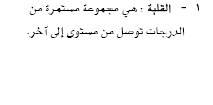 ١ - القلبة : هي مجموعة مستمرة من
الدرجات توصل من مستوى إلى آخر.